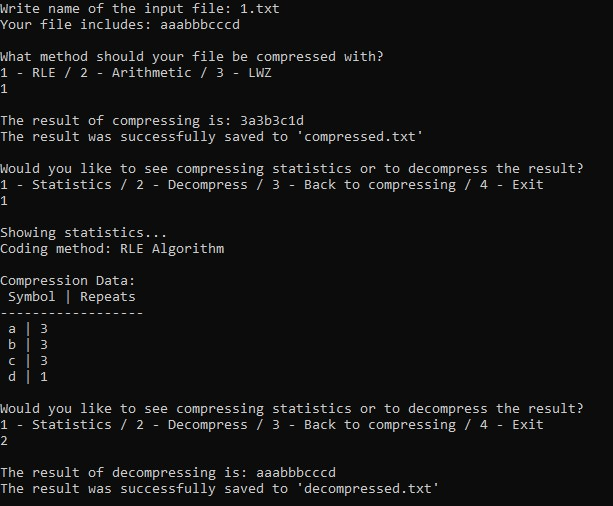 Write name of the input file: 1.txt
Your file includes: aaabbbcccd
What method should your file be compressed with?
1 - RLE / 2 - Arithmetic / 3 - LWZ
1
The result of compressing is: 3a3b3c1d
The result was successfully saved to 'compressed.txt'
Would you like to see compressing statistics or to decompress the result?
1 - Statistics / 2 - Decompress / 3 - Back to compressing / 4 - Exit
1
Showing statistics...
Coding method: RLE Algorithm
Compression Data:
Symbol | Repeats
------------------
a | 3
b | 3
c | 3
d | 1
Would you like to see compressing statistics or to decompress the result?
1 - Statistics / 2 - Decompress / 3 - Back to compressing / 4 - Exit
2
The result of decompressing is: aaabbbcccd
The result was successfully saved to 'decompressed.txt'